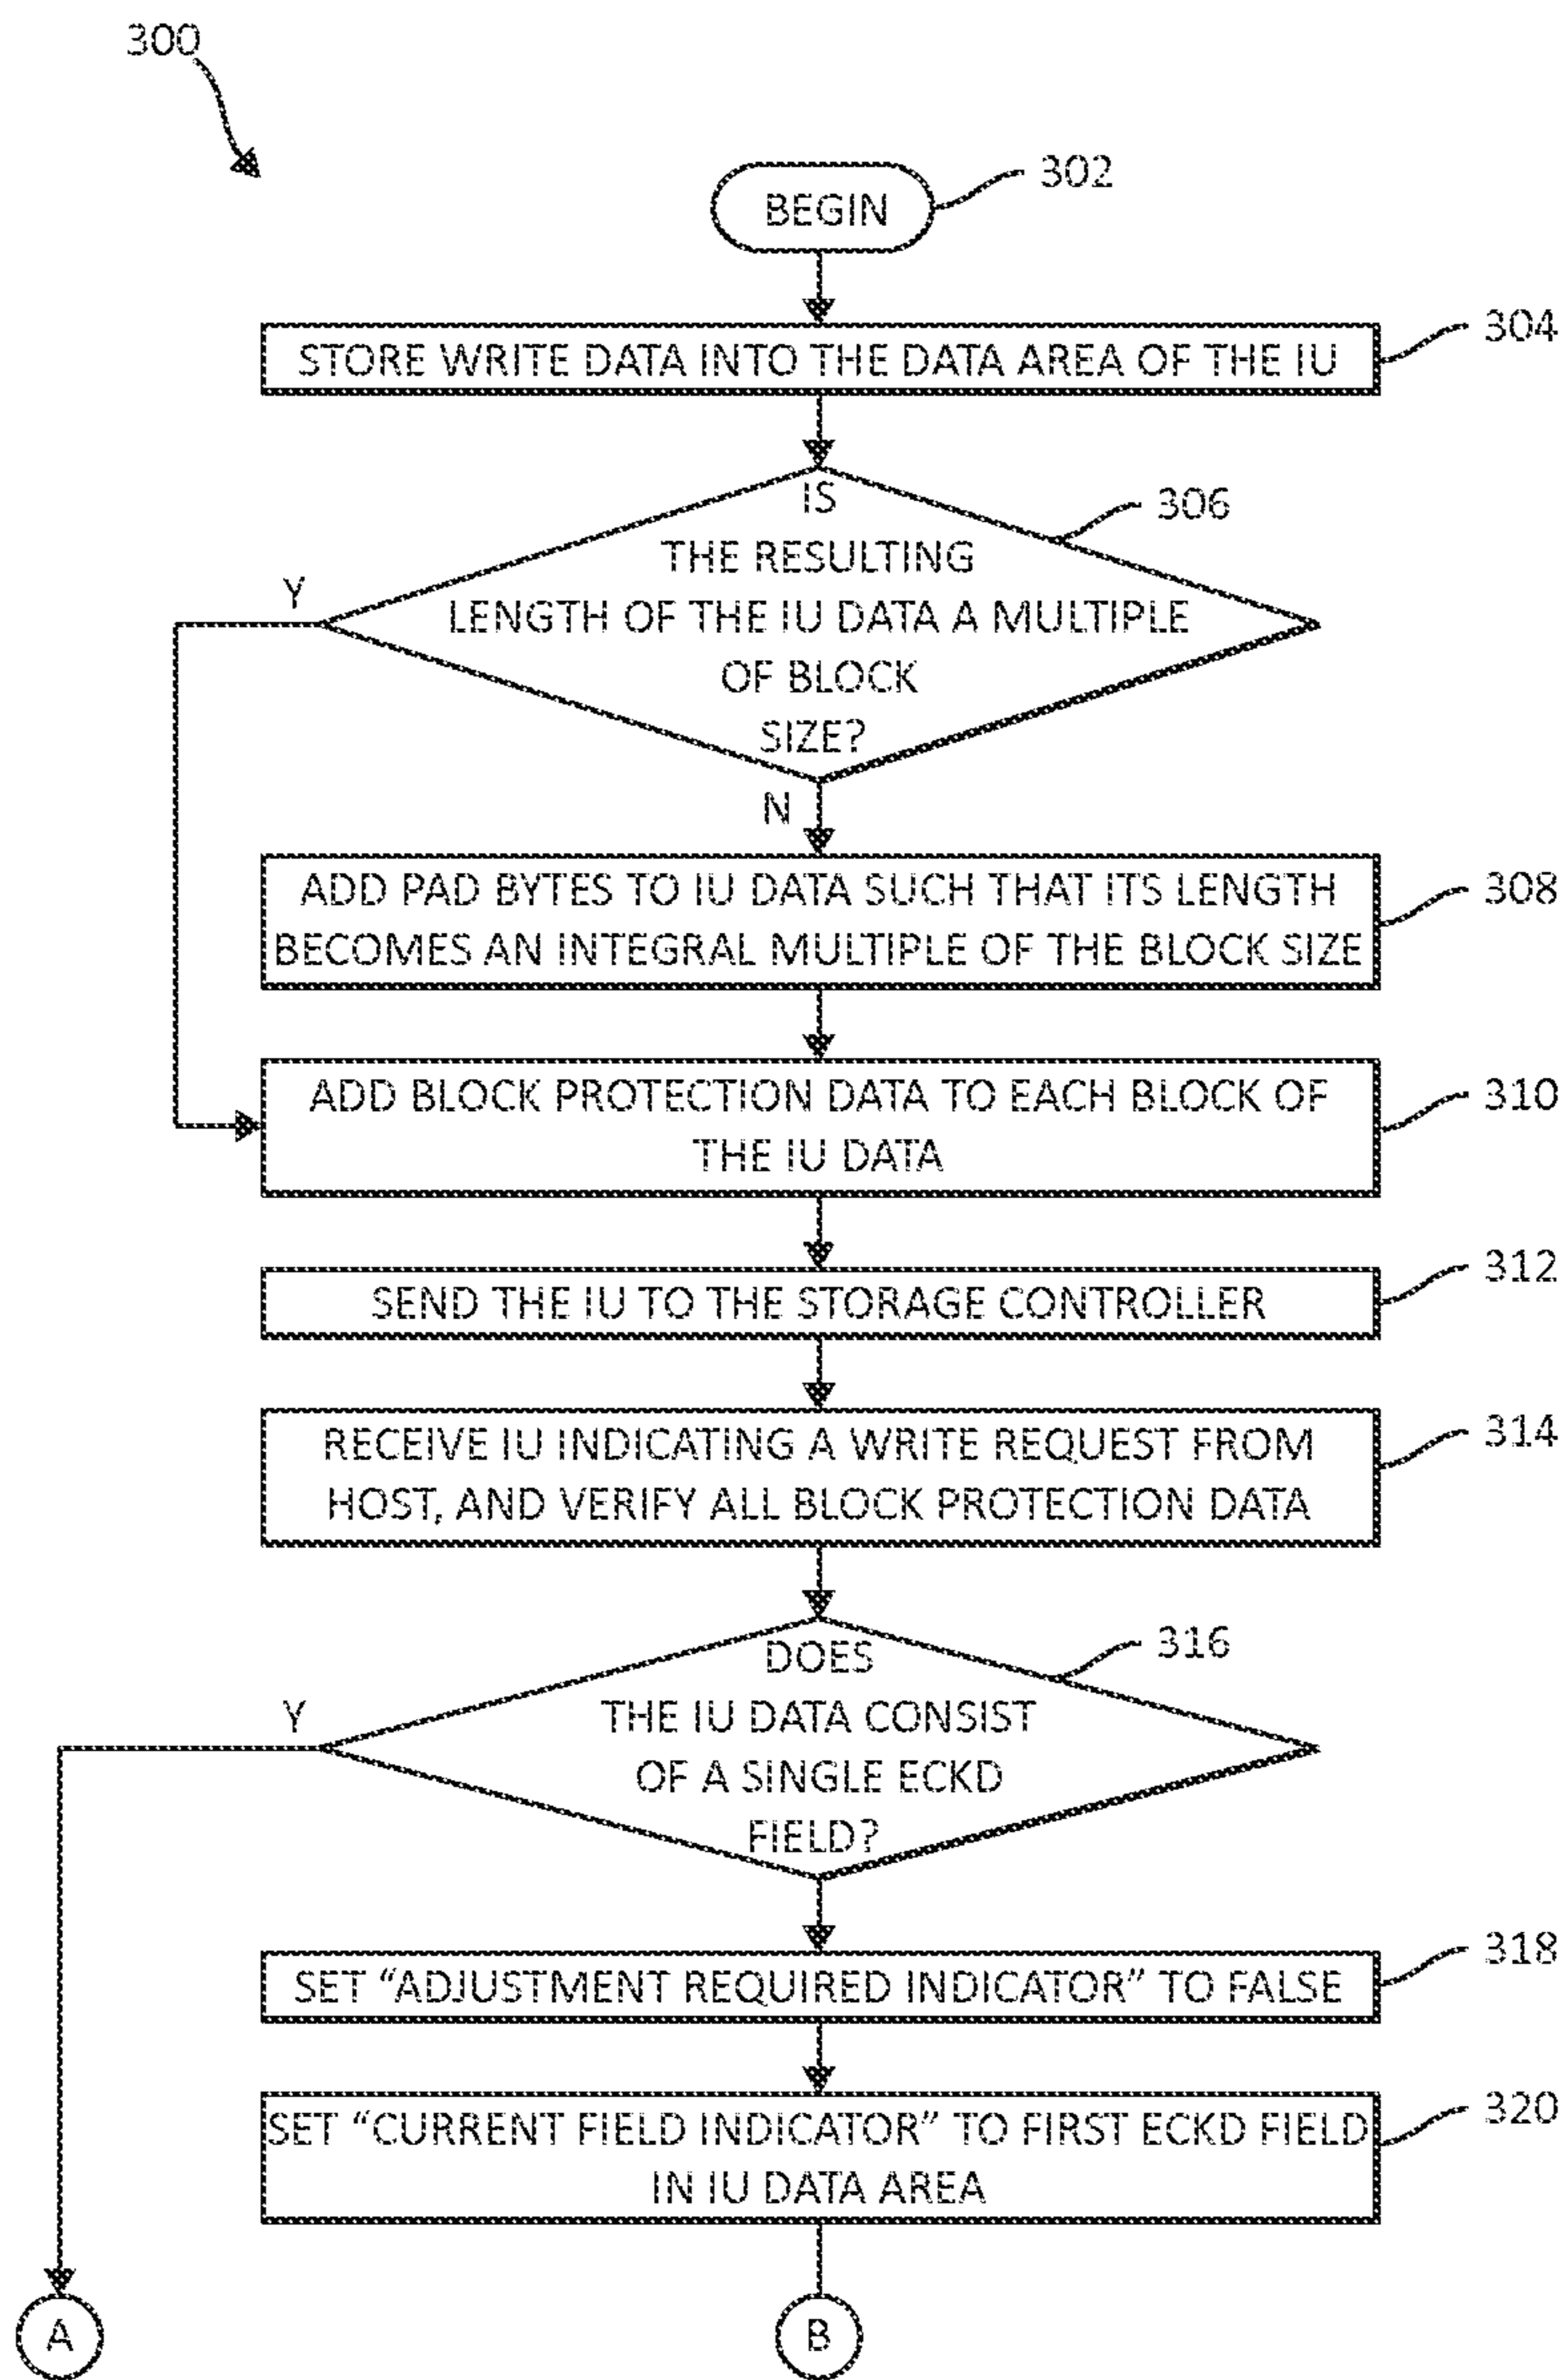 300
BEGIN
302
STORE WRITE DATA INTO THE DATA AREA OF THE IU
304
IS
THE RESULTING
LENGTH OF THE IU DATA A MULTIPLE
OF BLOCK
SIZE?
306
Y
N
ADD PAD BYTES TO IU DATA SUCH THAT ITS LENGTH
BECOMES AN INTEGRAL MULTIPLE OF THE BLOCK SIZE
308
ADD BLOCK PROTECTION DATA TO EACH BLOCK OF
THE IU DATA
310
SEND THE IU TO THE STORAGE CONTROLLER
312
RECEIVE IU INDICATING A WRITE REQUEST FROM
HOST, AND VERIFY ALL BLOCK PROTECTION DATA
314
DOES
THE IU DATA CONSIST
OF A SINGLE ECKD
FIELD?
316
Y
SET “ADJUSTMENT REQUIRED INDICATOR” TO FALSE
318
SET “CURRENT FIELD INDICATOR” TO FIRST ECKD FIELD
IN IU DATA AREA
320
A
B